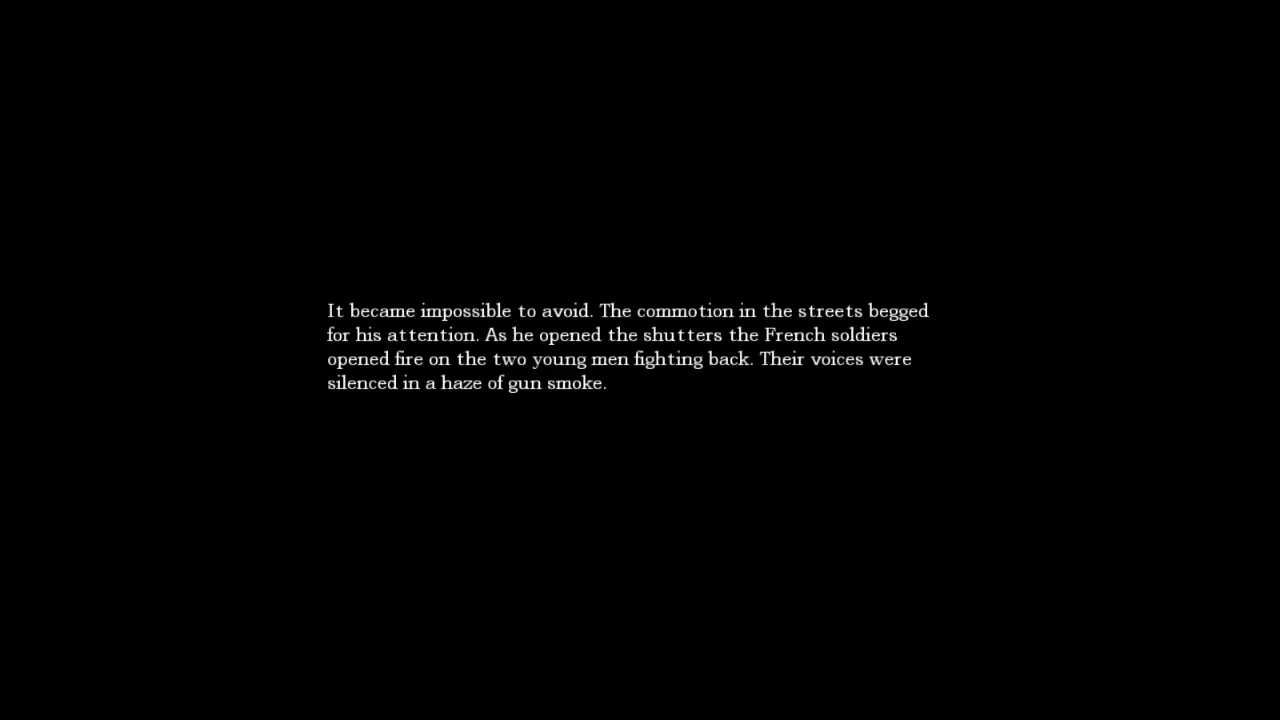 It became impossible to avoid. The commotion in the streets begged
for his attention. As he opened the shutters the French soldiers
opened fire on the two young men fighting back. Their voices were
silenced in a haze of gun smoke.